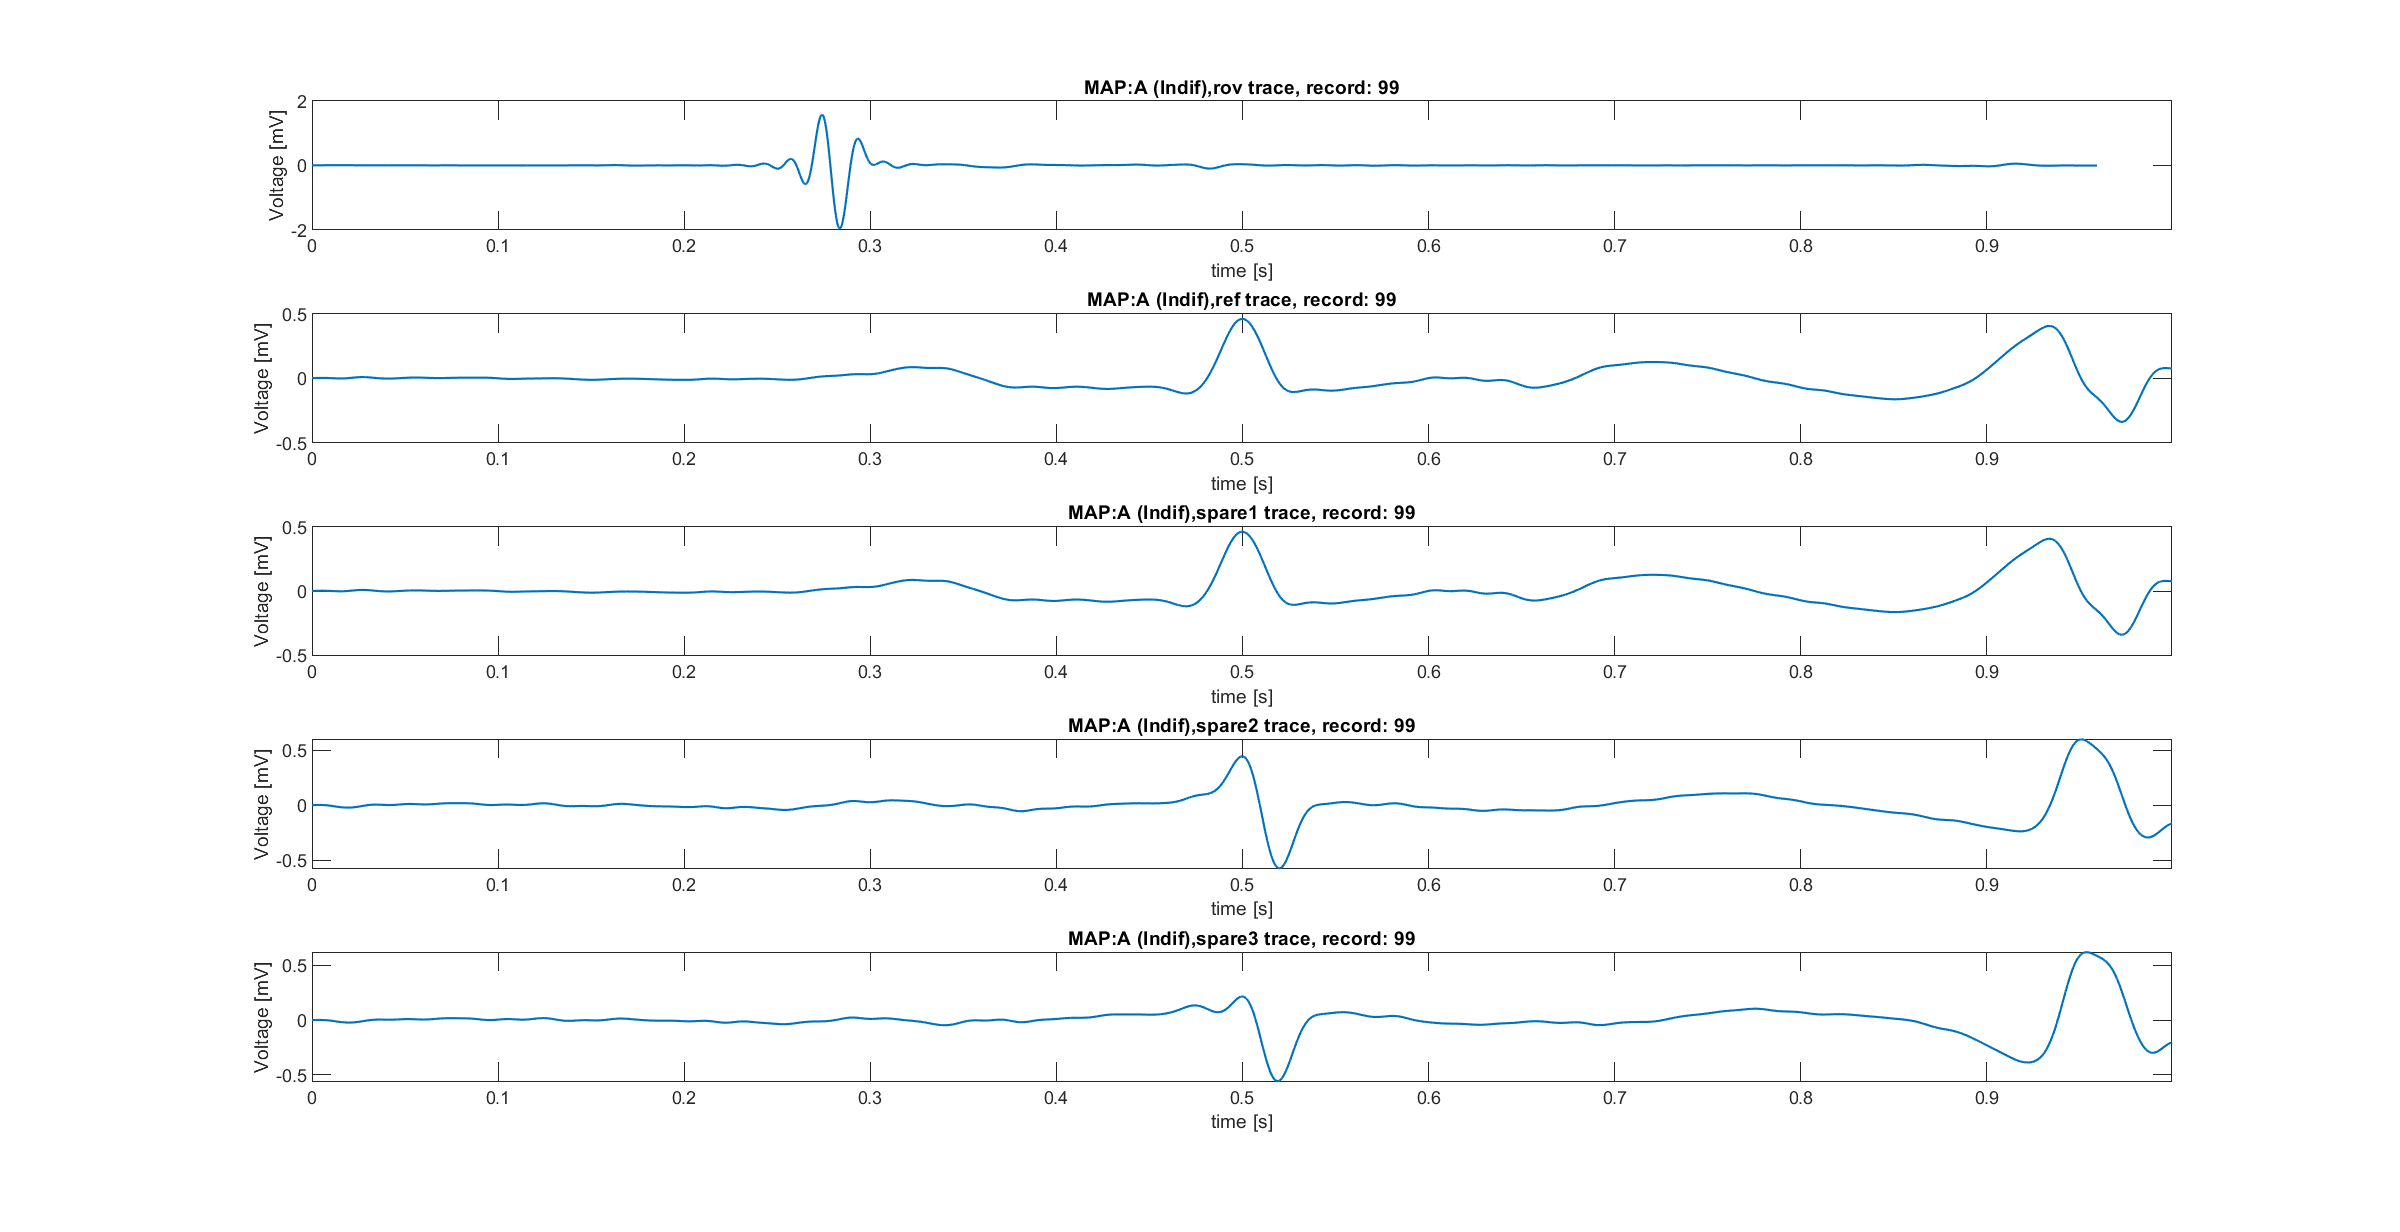 MAP:A (Indif),rov trace, record: 99
Voltage [mV]
2
0
-2
0 0.1 0.2 0.3 0.4 0.5 0.6 0.7 0.8 0.9
time [s]
MAP:A (Indif),ref trace, record: 99
Voltage [mV]
0.5
0
-0.5
0 0.1 0.2 0.3 0.4 0.5 0.6 0.7 0.8 0.9
time [s]
MAP:A (Indif),spare1 trace, record: 99
Voltage [mV]
0.5
0
-0.5
0 0.1 0.2 0.3 0.4 0.5 0.6 0.7 0.8 0.9
time [s]
MAP:A (Indif),spare2 trace, record: 99
Voltage [mV]
0.5
0
-0.5
0 0.1 0.2 0.3 0.4 0.5 0.6 0.7 0.8 0.9
time [s]
MAP:A (Indif),spare3 trace, record: 99
Voltage [mV]
0.5
0
-0.5
0 0.1 0.2 0.3 0.4 0.5 0.6 0.7 0.8 0.9
time [s]